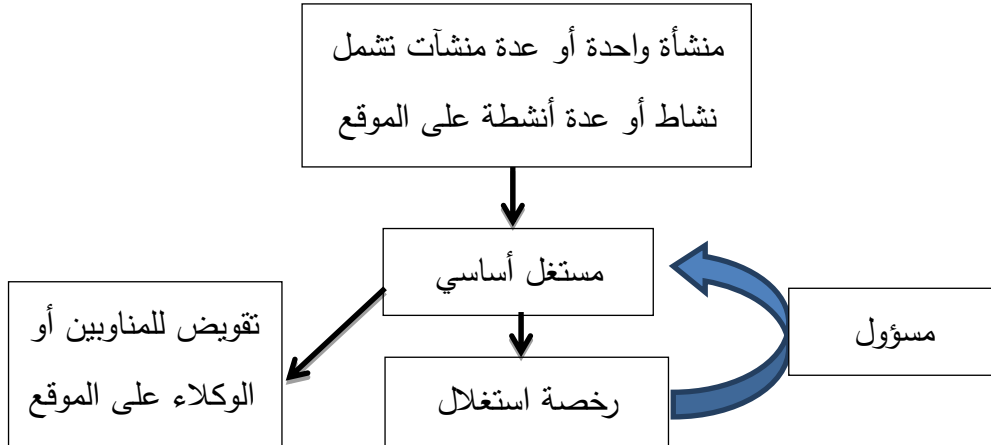 منشأة واحدة أو عدة منشآت تشمل
نشاط أو عدة أنشطة على الموقع
مستغل أساسي
مسؤول
تقويض للمناوبين أو
الوكلاء على الموقع
رخصة استغلال